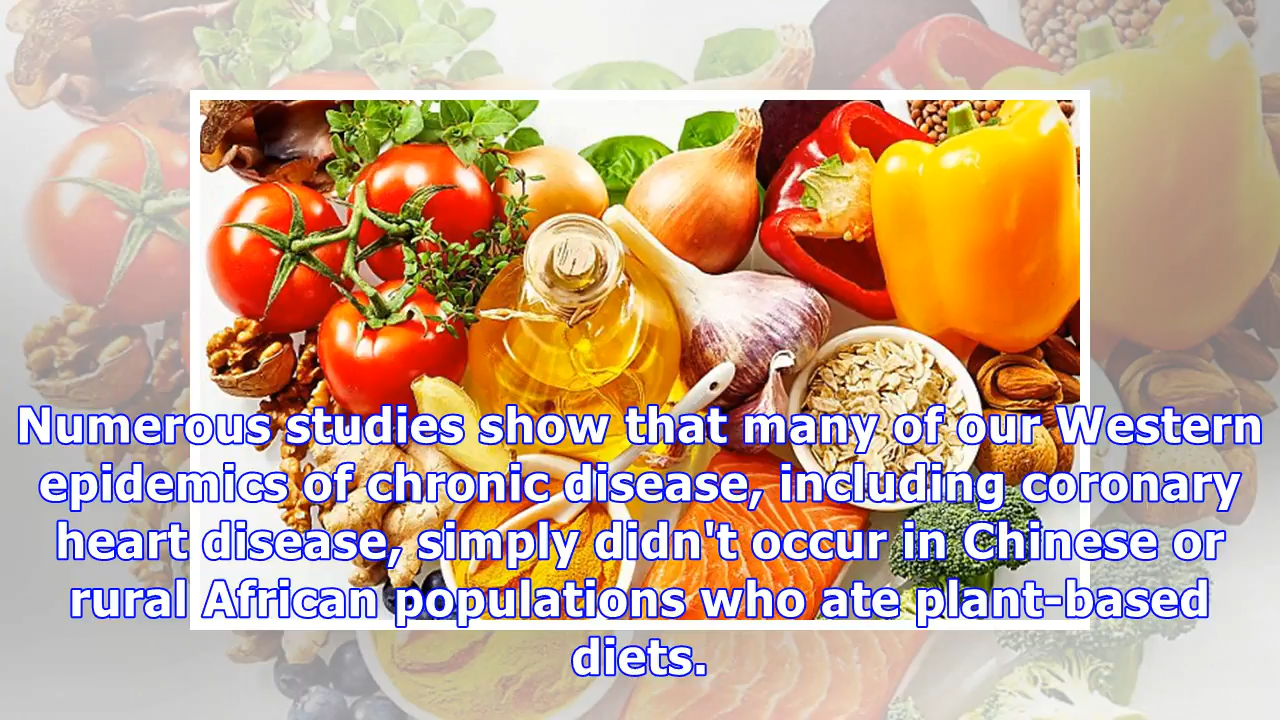 Numerous studies show that many of our Western
epidemics of chronic disease, including coronary
heart disease, simply didn't occur in Chinese or
rural African populations who ate plant-based
diets.